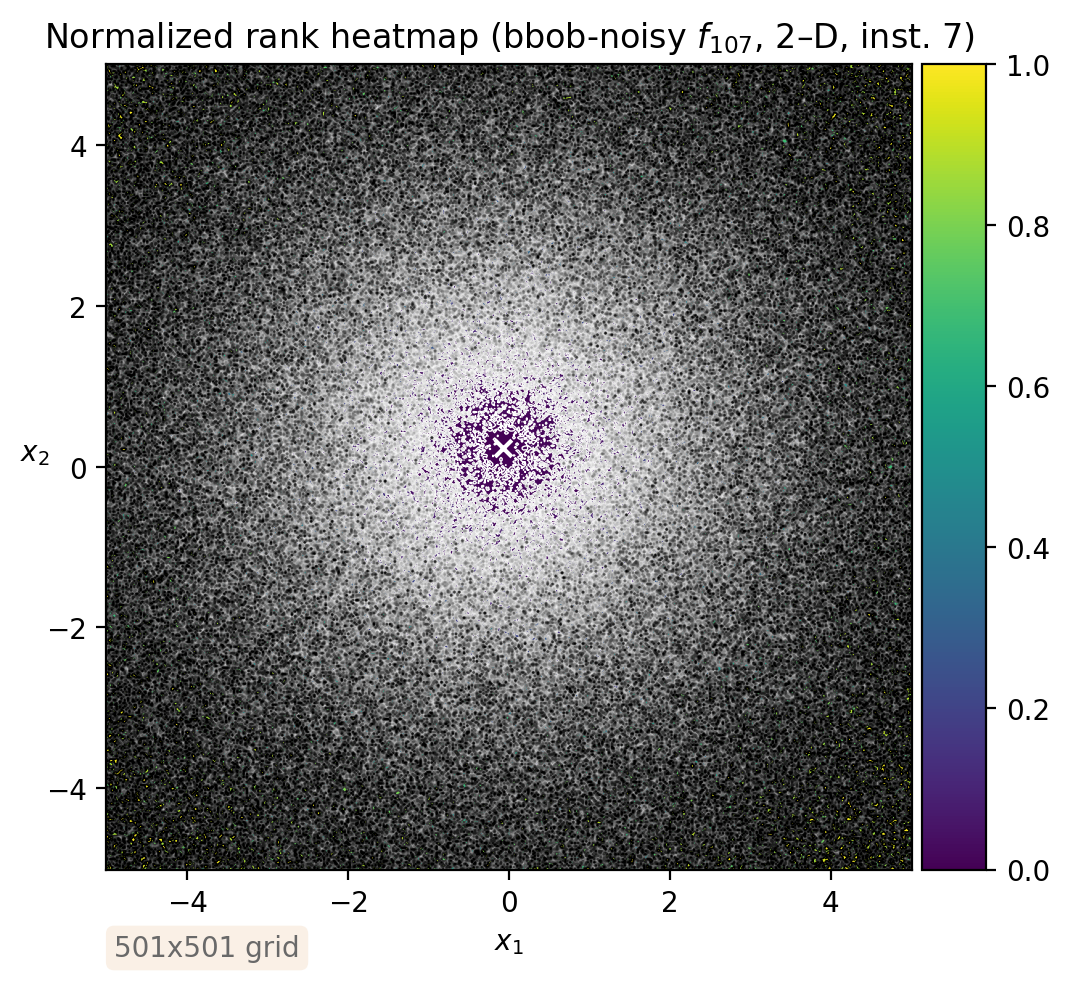 Normalized rank heatmap (bbob-noisy f₁₀₇, 2–D, inst. 7)
1.0
0.8
0.6
0.4
0.2
0.0
4
2
0
−2
−4
x₂
−4 −2 0 2 4
x₁
501x501 grid